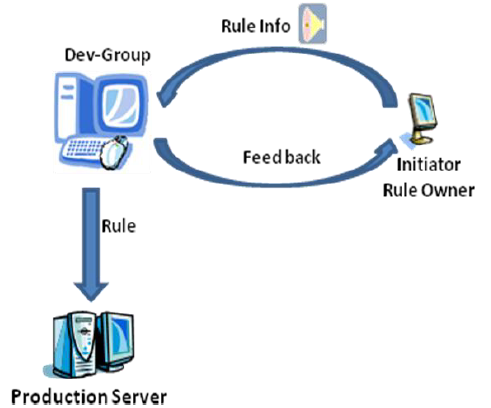 Rule Info
Dev-Group
Feed back
Initiator
Rule Owner
Rule
Production Server